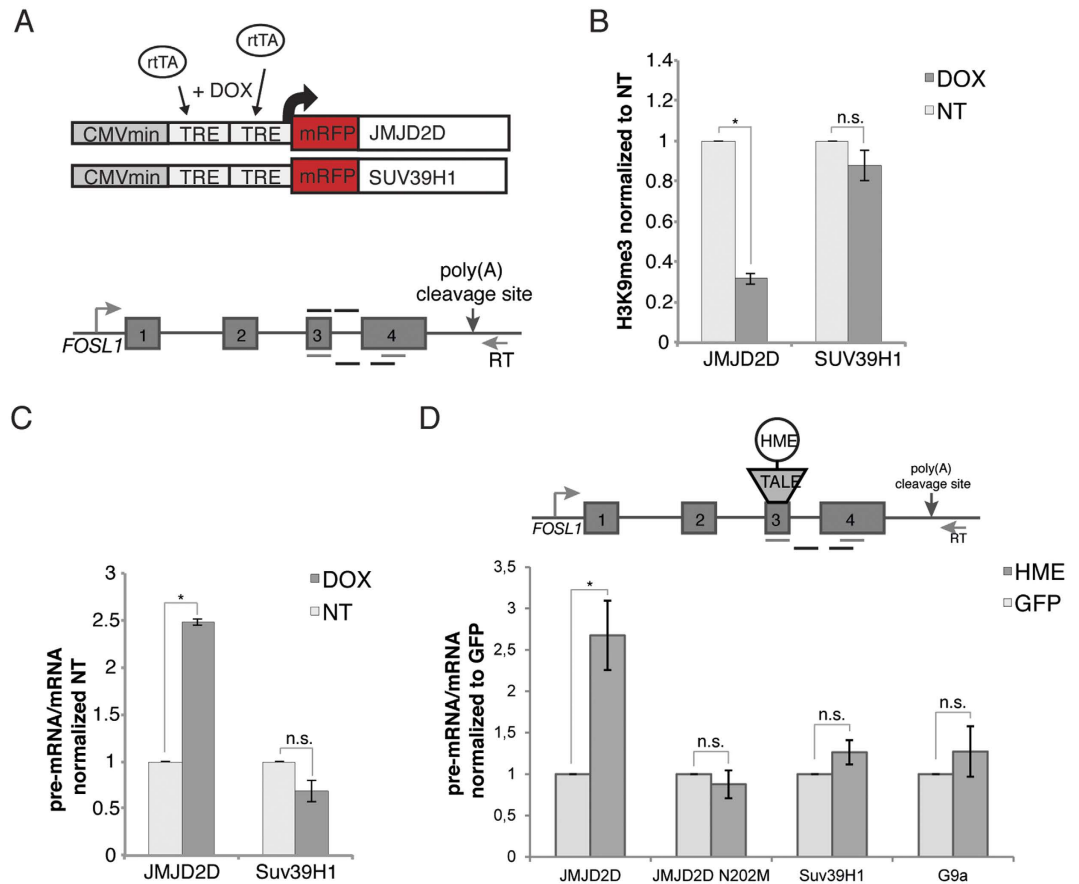 A
rtTA
rtTA
+ DOX
CMVmin TRE TRE mRFP JMJD2D
CMVmin TRE TRE mRFP SUV39H1
poly(A)
cleavage site
FOSL1 1 2 3 4
RT
B
H3K9me3 normalized to NT
1.4
1.2
1
0.8
0.6
0.4
0.2
0
DOX
NT
*
n.s.
JMJD2D SUV39H1
C
pre-mRNA/mRNA
normalized NT
3
2.5
2
1.5
1
0.5
0
DOX
NT
*
n.s.
JMJD2D Suv39H1
D
HME
TALE
poly(A)
cleavage site
FOSL1 1 2 3 4
RT
pre-mRNA/mRNA
normalized to GFP
3,5
3
2,5
2
1,5
1
0,5
0
HME
GFP
*
n.s.
n.s.
n.s.
JMJD2D JMJD2D N202M Suv39H1 G9a